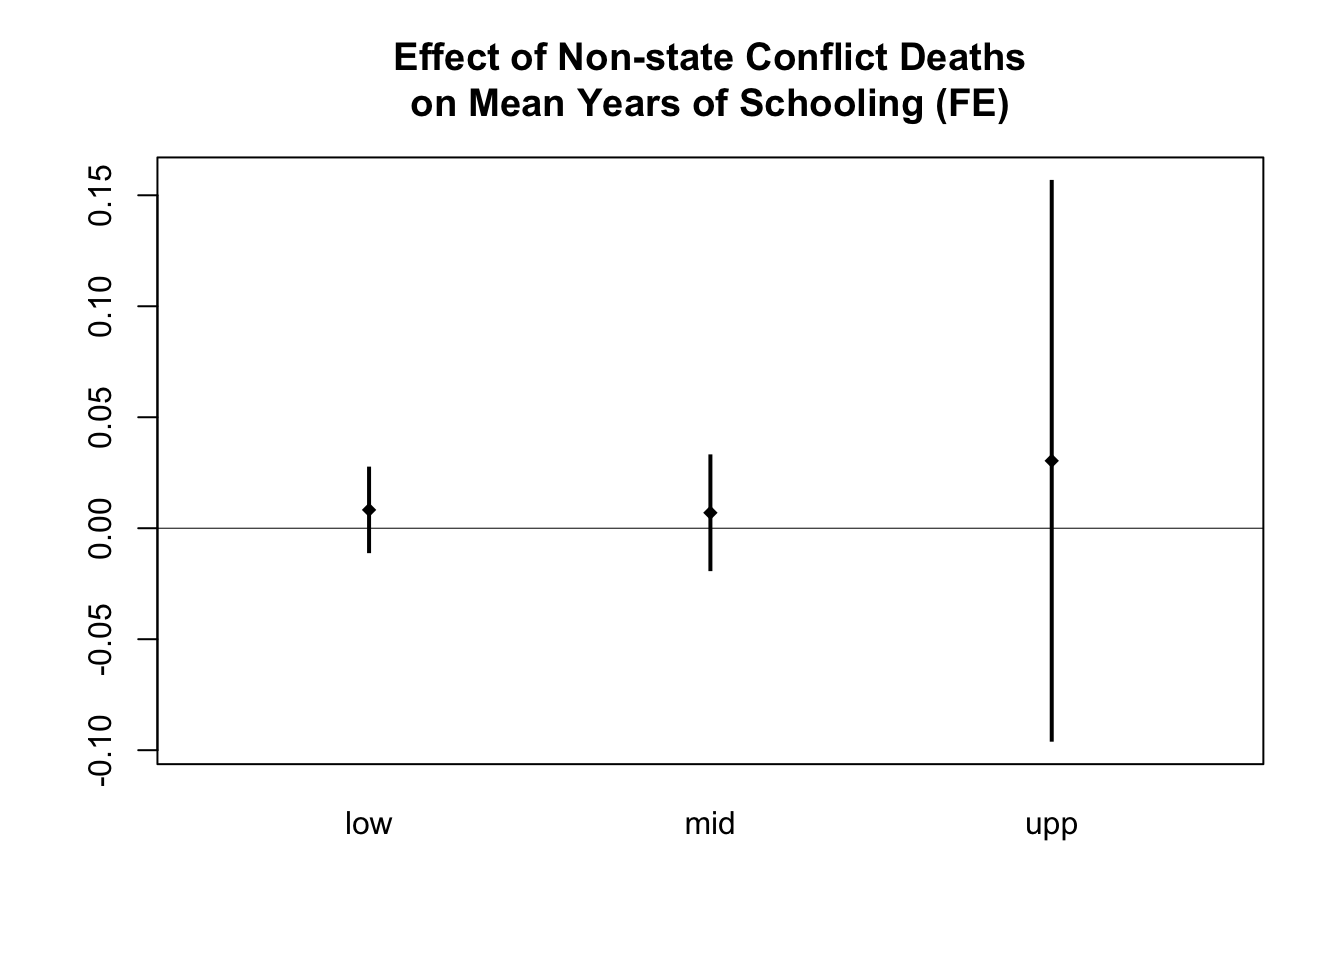 Effect of Non-state Conflict Deaths
on Mean Years of Schooling (FE)
0.15
0.10
0.05
0.00
-0.05
-0.10
low mid upp